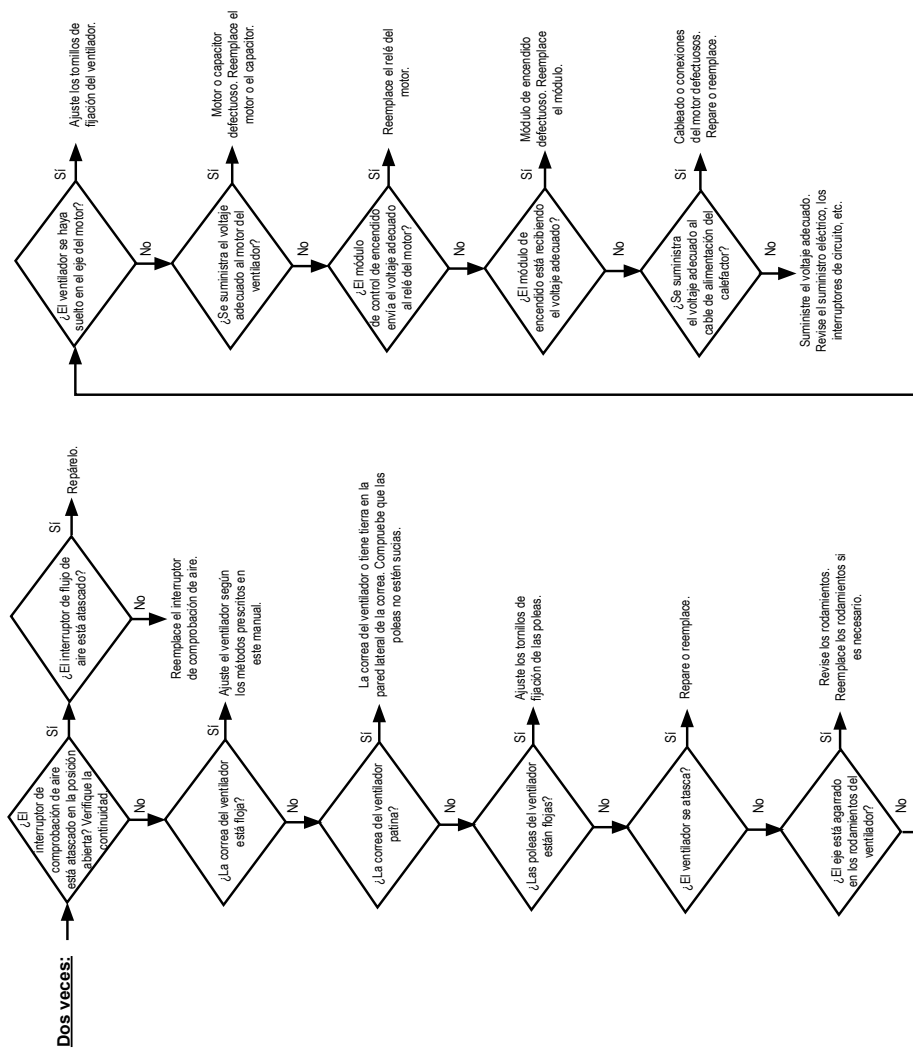 Dos veces:
¿El
interruptor de
comprobación de aire
está atascado en la posición
abierta? Verifique la
continuidad.
Sí
No
¿El interruptor de flujo de
aire está atascado?
Sí
Repárelo.
No
Reemplace el interruptor
de comprobación de aire.
¿La correa del ventilador
está floja?
Sí
Ajuste el ventilador según
los métodos prescritos en
este manual.
No
¿La correa del ventilador
patina?
Sí
La correa del ventilador o tiene tierra en la
pared lateral de la correa. Compruebe que las
poleas no estén sucias.
No
¿Las poleas del ventilador
están flojas?
Sí
Ajuste los tornillos de
fijación de las poleas.
No
¿El ventilador se atasca?
Sí
Repare o reemplace.
No
¿El eje está agarrado
en los rodamientos del
ventilador?
Sí
Revise los rodamientos.
Reemplace los rodamientos si
es necesario.
No
¿El ventilador se haya
suelto en el eje del motor?
Sí
Ajuste los tornillos de
fijación del ventilador.
No
¿Se suministra el voltaje
adecuado al motor del
ventilador?
Sí
Motor o capacitor
defectuoso. Reemplace el
motor o el capacitor.
No
¿El módulo
de control de encendido
envía el voltaje adecuado
al relé del motor?
Sí
Reemplace el relé del
motor.
No
¿El módulo de
encendido está recibiendo
el voltaje adecuado?
Sí
Módulo de encendido
defectuoso. Reemplace
el módulo.
No
¿Se suministra
el voltaje adecuado al
cable de alimentación del
calefactor?
Sí
Cableado o conexiones
del motor defectuosos.
Repare o reemplace.
No
Suministre el voltaje adecuado.
Revise el suministro eléctrico, los
interruptores de circuito, etc.